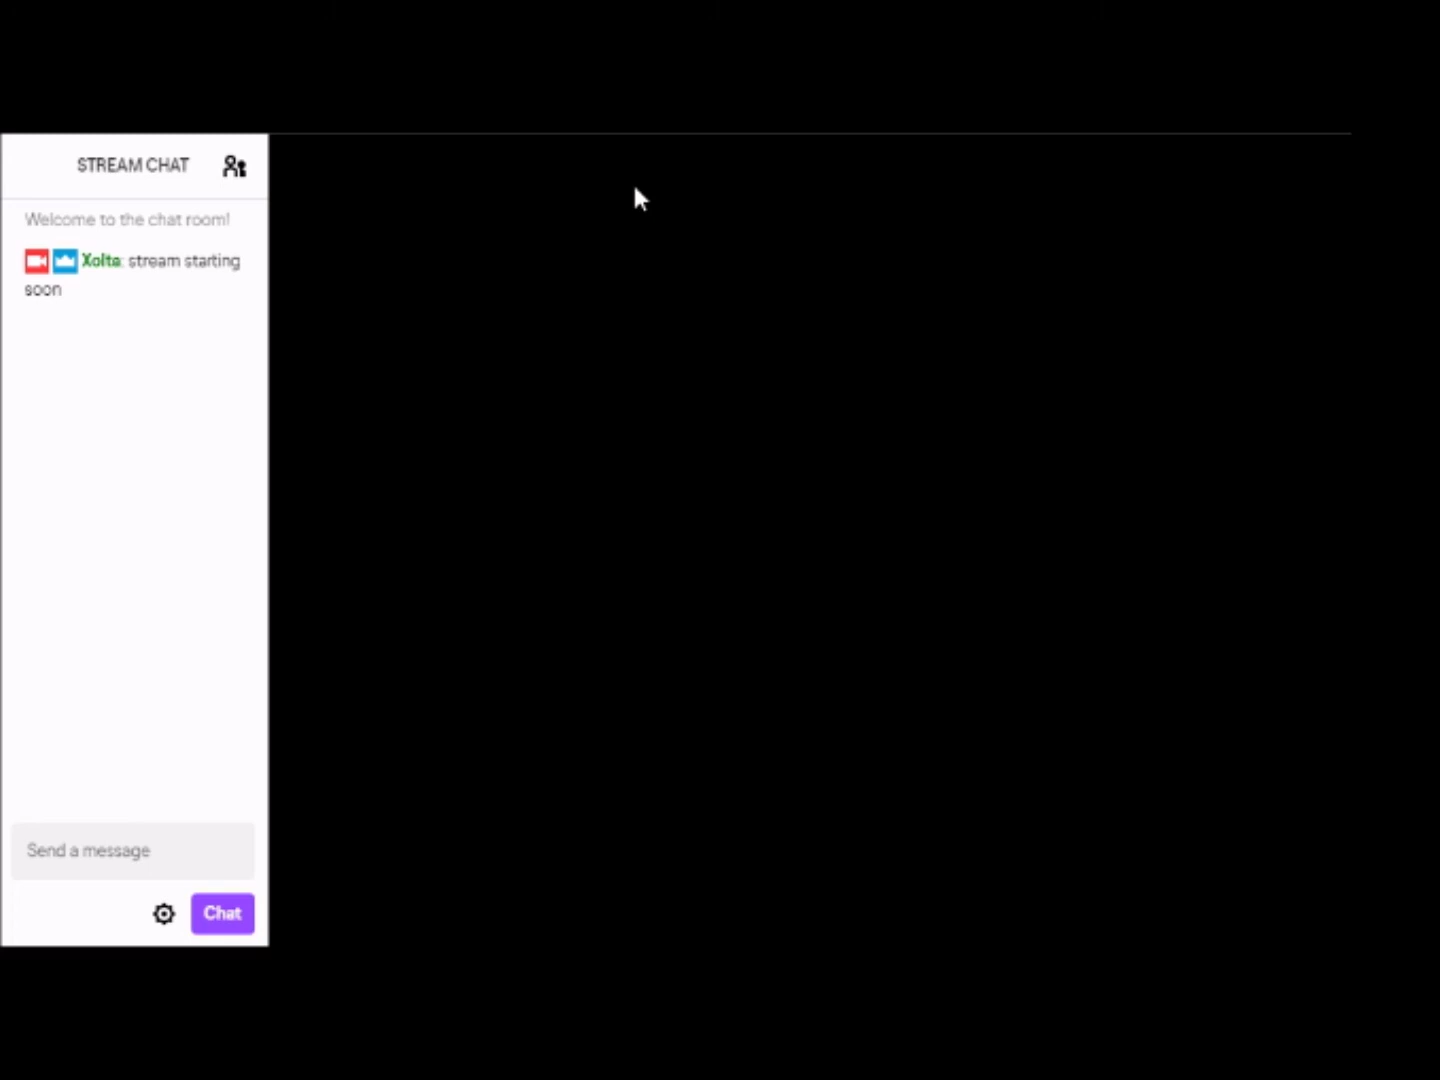 STREAM CHAT
Welcome to the chat room!
Xolta: stream starting
soon
Send a message
Chat